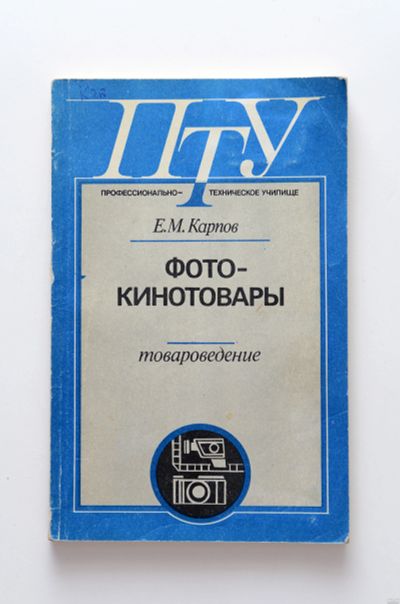 ПТУ
ПРОФЕССИОНАЛЬНО-ТЕХНИЧЕСКОЕ УЧИЛИЩЕ
Е.М. Карпов
ФОТО-
КИНОТОВАРЫ
товароведение